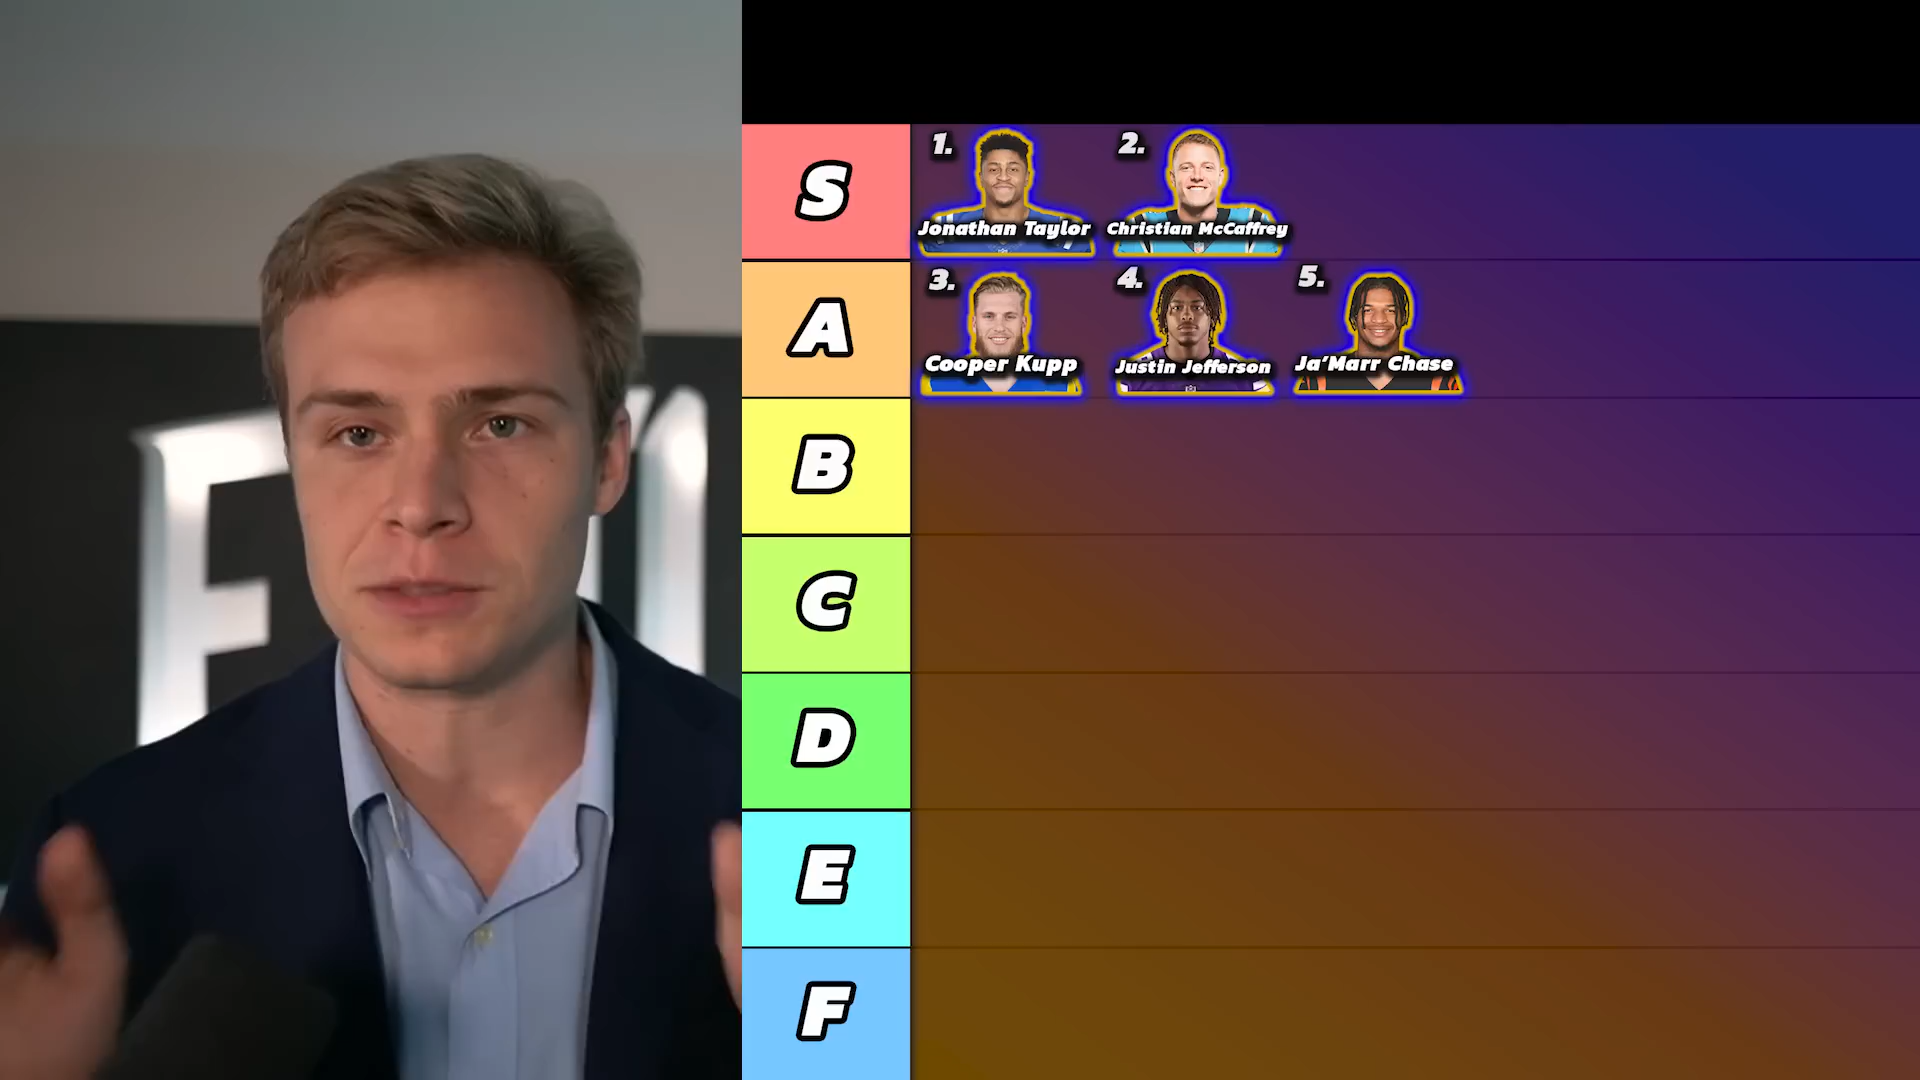 S
1.
2.
Jonathan Taylor
Christian McCaffrey
A
3.
4.
5.
Cooper Kupp
Justin Jefferson
Ja'Marr Chase
B
C
D
E
F